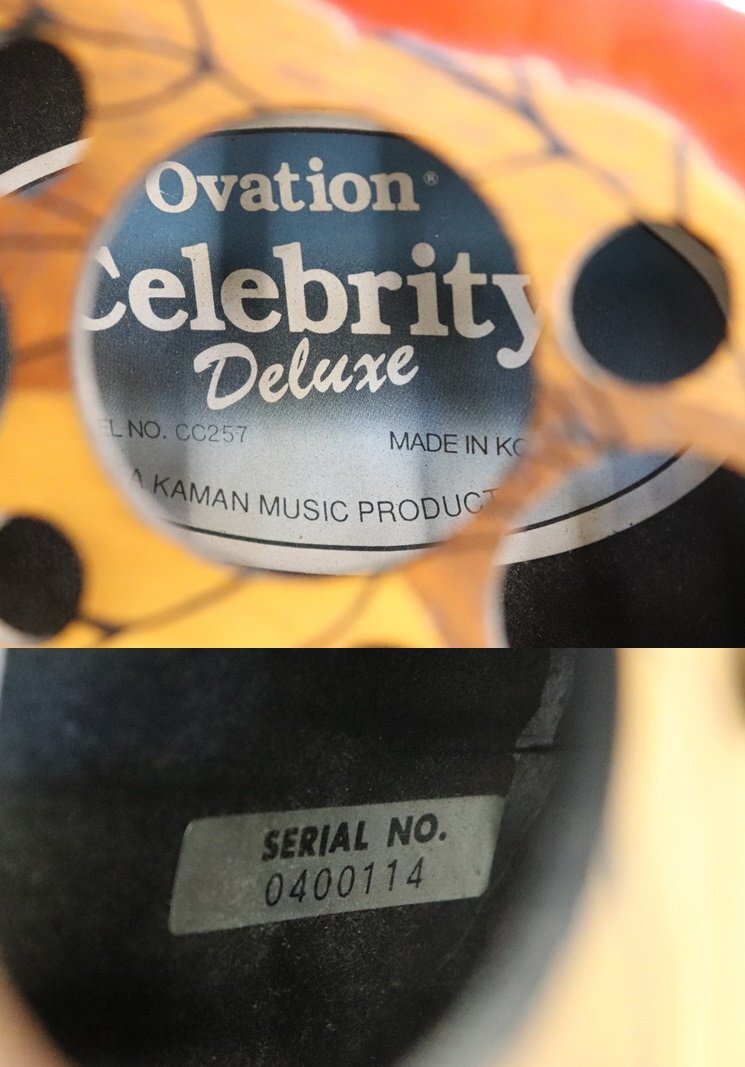 Ovation®
Celebrity
Deluxe
EL NO. CC257
MADE IN KO
A KAMAN MUSIC PRODUCT
SERIAL NO.
0400114